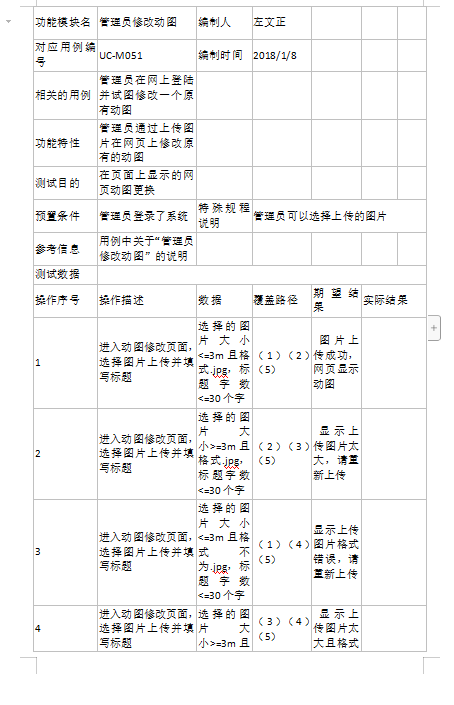 功能模块名 管理员修改动图 编制人 左文正
对应用例编
号
UC-M051 编制时间 2018/1/8
相关的用例
管理员在网上登陆
并试图修改一个原
有动图
功能特性
管理员通过上传图
片在网页上修改原
有的动图
测试目的
在页面上显示的网
页动图更换
预置条件 管理员登录了系统
特殊规程
说明
管理员可以选择上传的图片
参考信息
用例中关于“管理员
修改动图”的说明
测试数据
操作序号 操作描述 数据 覆盖路径
期望结
果
实际结果
1
进入动图修改页面,
选择图片上传并填
写标题
选择的图
片大小
<=3m且格
式.jpg,标
题字数
<=30个字
(1)(2)
(5)
图片上
传成功,
网页显示
动图
2
进入动图修改页面,
选择图片上传并填
写标题
选择的图
片大
小>=3m且
格式.jpg,
标题字数
<=30个字
(2)(3)
(5)
显示上
传图片太
大,请重
新上传
3
进入动图修改页面,
选择图片上传并填
写标题
选择的图
片大小
<=3m且格
式不
为.jpg,标
题字数
<=30个字
(1)(4)
(5)
显示上传
图片格式
错误,请
重新上传
4
进入动图修改页面,
选择图片上传并填
写标题
选择的图
片大
小>=3m且
(3)(4)
(5)
显示上
传图片太
大且格式